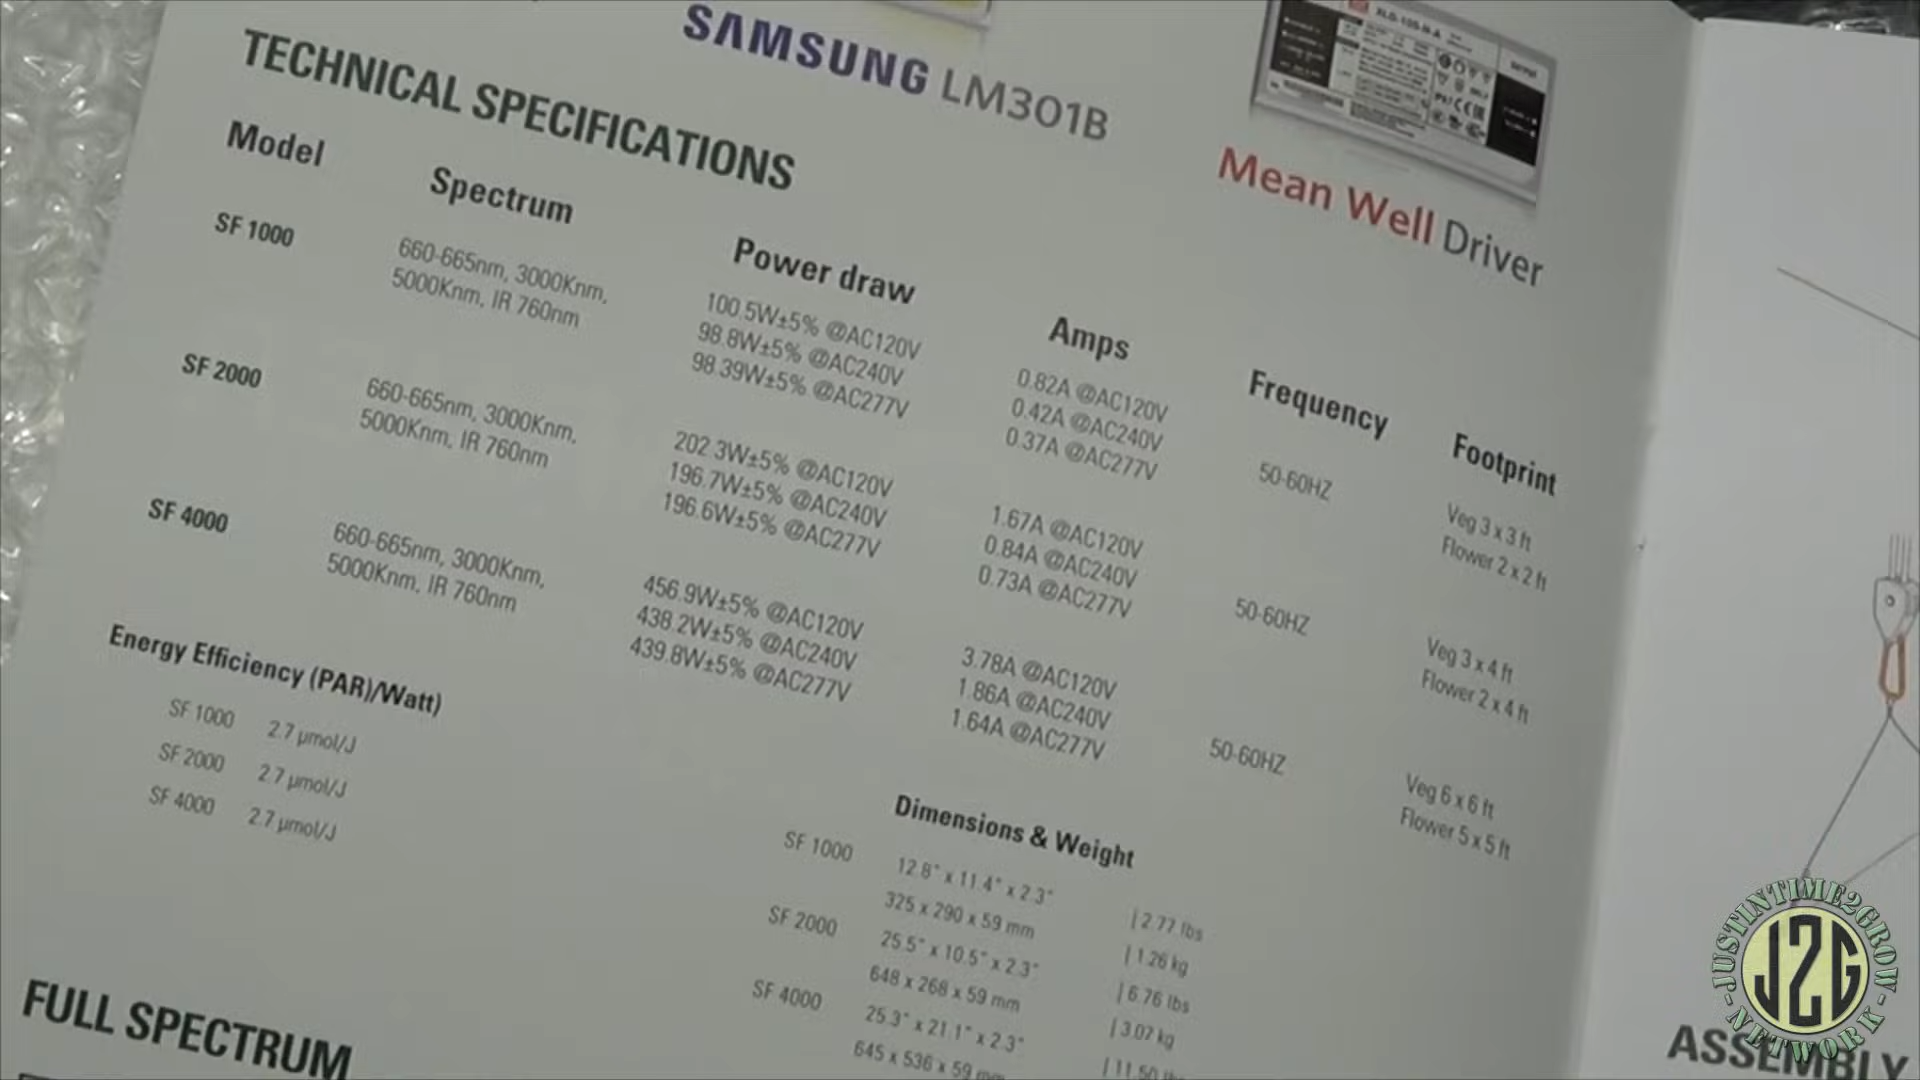 SAMSUNG LM301B
Mean Well Driver
TECHNICAL SPECIFICATIONS
Model
Spectrum
Power draw
Amps
Frequency
Footprint
SF 1000
660-665nm, 3000Knm,
5000Knm, IR 760nm
100.5W±5% @AC120V
98.8W±5% @AC240V
98.39W±5% @AC277V
0.82A @AC120V
0.42A @AC240V
0.37A @AC277V
50-60HZ
Veg 3 x 3 ft
Flower 2 x 2 ft
SF 2000
660-665nm, 3000Knm,
5000Knm, IR 760nm
202.3W±5% @AC120V
196.7W±5% @AC240V
196.6W±5% @AC277V
1.67A @AC120V
0.84A @AC240V
0.73A @AC277V
50-60HZ
Veg 3 x 4 ft
Flower 2 x 4 ft
SF 4000
660-665nm, 3000Knm,
5000Knm, IR 760nm
456.9W±5% @AC120V
438.2W±5% @AC240V
439.8W±5% @AC277V
3.78A @AC120V
1.86A @AC240V
1.64A @AC277V
50-60HZ
Veg 6 x 6 ft
Flower 5 x 5 ft
Energy Efficiency (PAR)/Watt)
SF 1000 2.7 µmol/J
SF 2000 2.7 µmol/J
SF 4000 2.7 µmol/J
Dimensions & Weight
SF 1000 12.8" x 11.4" x 2.3" | 2.77 lbs
325 x 290 x 59 mm | 1.26 kg
SF 2000 25.5" x 10.5" x 2.3" | 6.76 lbs
648 x 268 x 59 mm | 3.07 kg
SF 4000 25.3" x 21.1" x 2.3" | 11.50 lbs
645 x 536 x 59 mm
FULL SPECTRUM
ASSEMBLY
JUSTINTIME2GROW
J2G
NETWORK